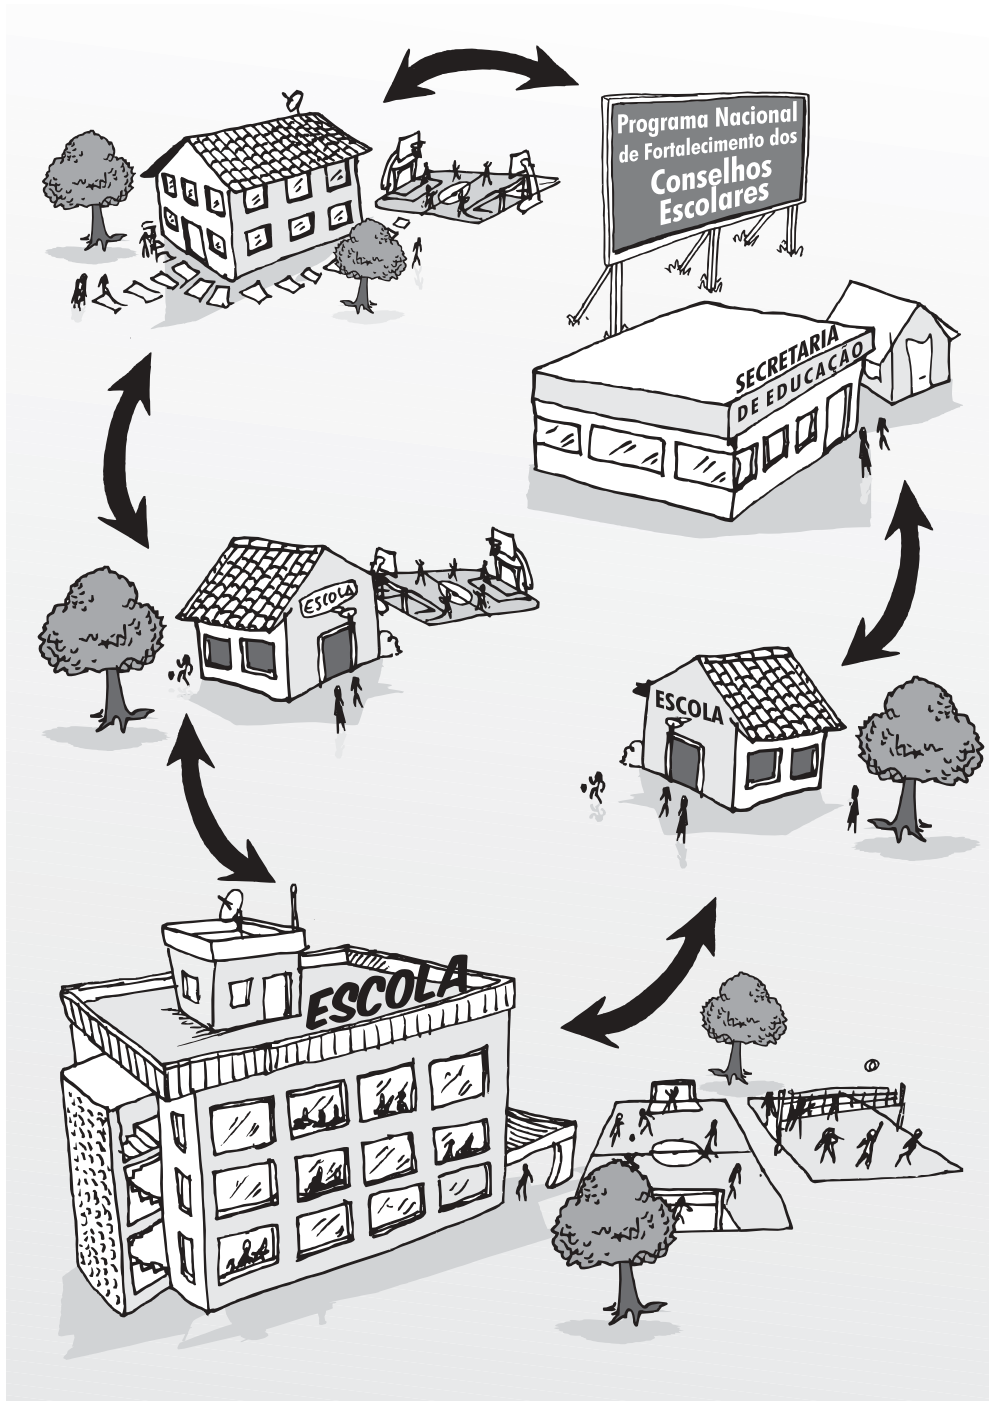 Programa Nacional
de Fortalecimento dos
Conselhos
Escolares
SECRETARIA
DE EDUCAÇÃO
ESCOLA
ESCOLA
ESCOLA